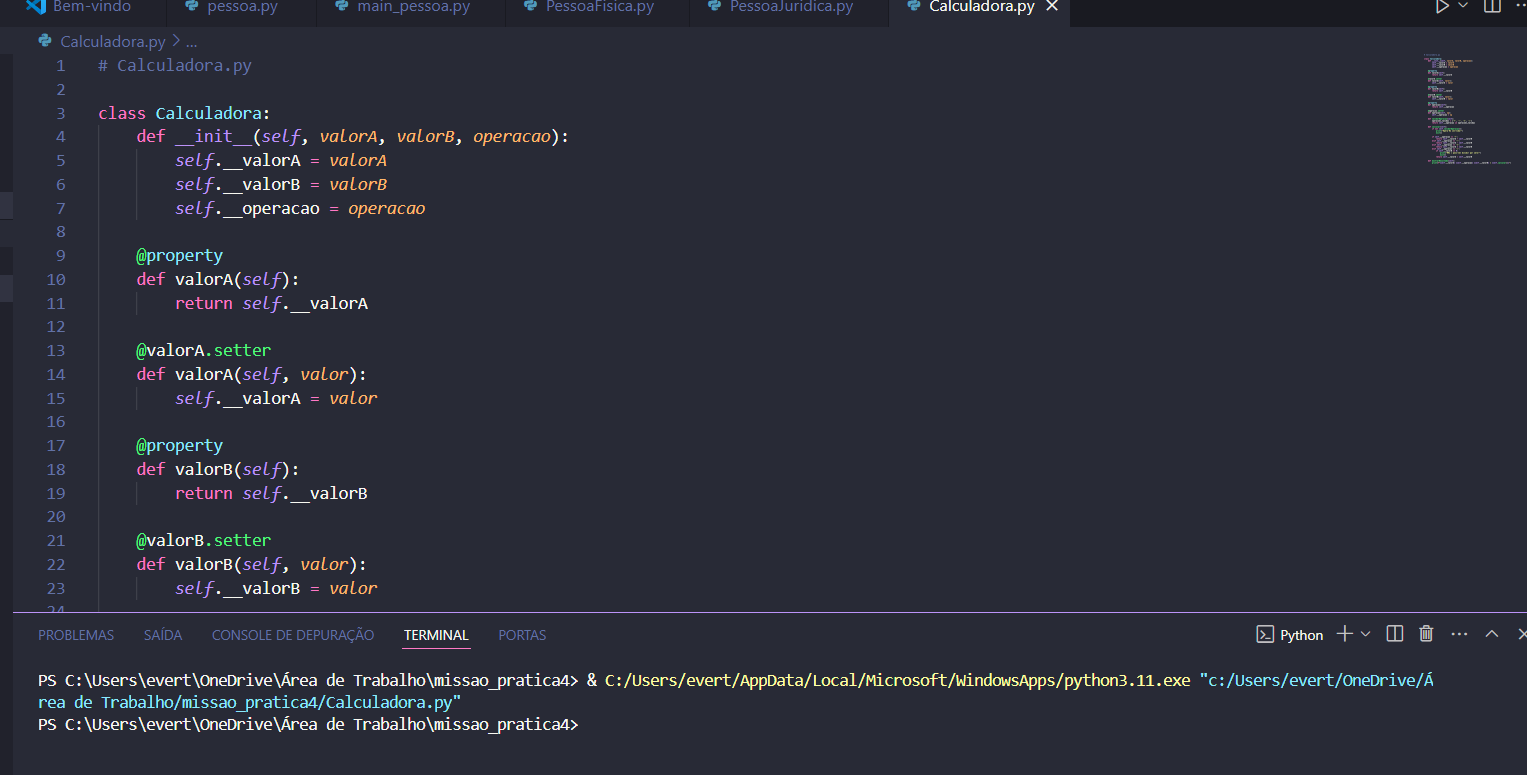 Bem-vindo pessoa.py main_pessoa.py PessoaFisica.py PessoaJuridica.py Calculadora.py
Calculadora.py > ...
1 # Calculadora.py
2
3 class Calculadora:
4 def __init__(self, valorA, valorB, operacao):
5 self.__valorA = valorA
6 self.__valorB = valorB
7 self.__operacao = operacao
8
9 @property
10 def valorA(self):
11 return self.__valorA
12
13 @valorA.setter
14 def valorA(self, valor):
15 self.__valorA = valor
16
17 @property
18 def valorB(self):
19 return self.__valorB
20
21 @valorB.setter
22 def valorB(self, valor):
23 self.__valorB = valor
24
PROBLEMAS SAÍDA CONSOLE DE DEPURAÇÃO TERMINAL PORTAS Python
PS C:\Users\evert\OneDrive\Área de Trabalho\missao_pratica4> & C:/Users/evert/AppData/Local/Microsoft/WindowsApps/python3.11.exe "c:/Users/evert/OneDrive/Á
rea de Trabalho/missao_pratica4/Calculadora.py"
PS C:\Users\evert\OneDrive\Área de Trabalho\missao_pratica4>